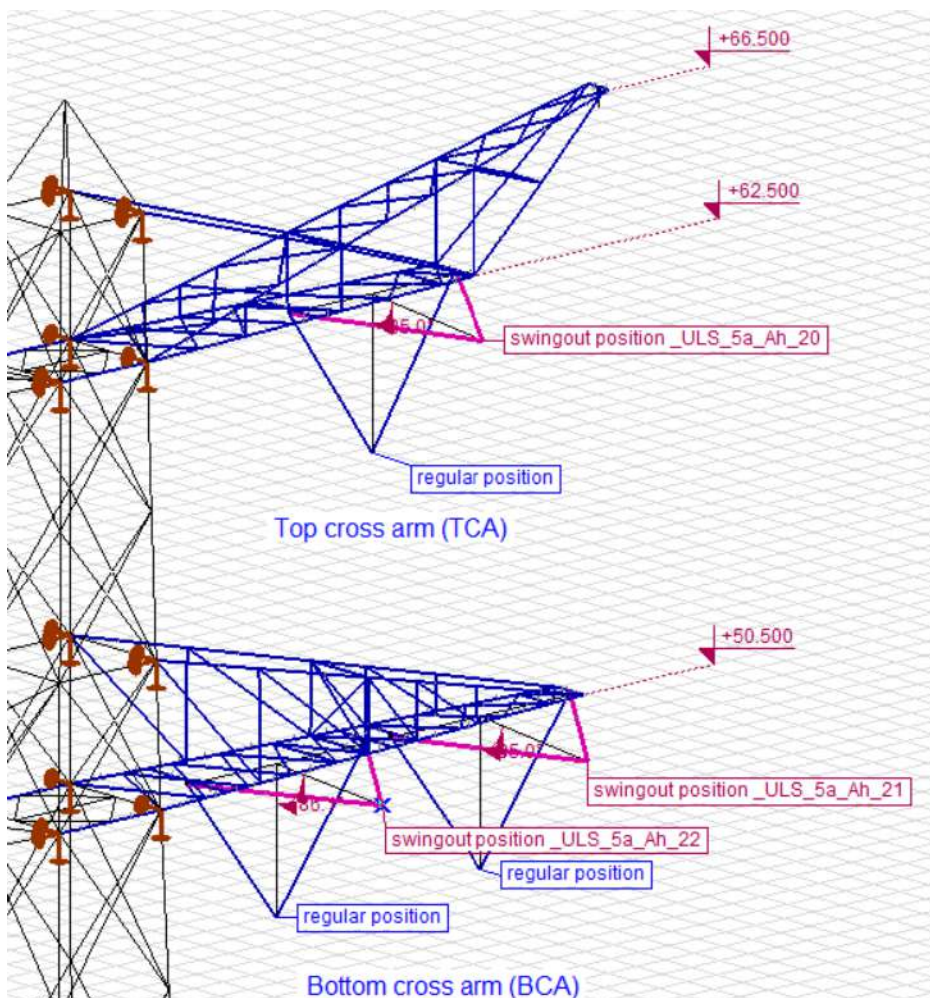 +66.500
+62.500
swingout position _ULS_5a_Ah_20
regular position
Top cross arm (TCA)
+50.500
swingout position _ULS_5a_Ah_21
swingout position _ULS_5a_Ah_22
regular position
regular position
Bottom cross arm (BCA)